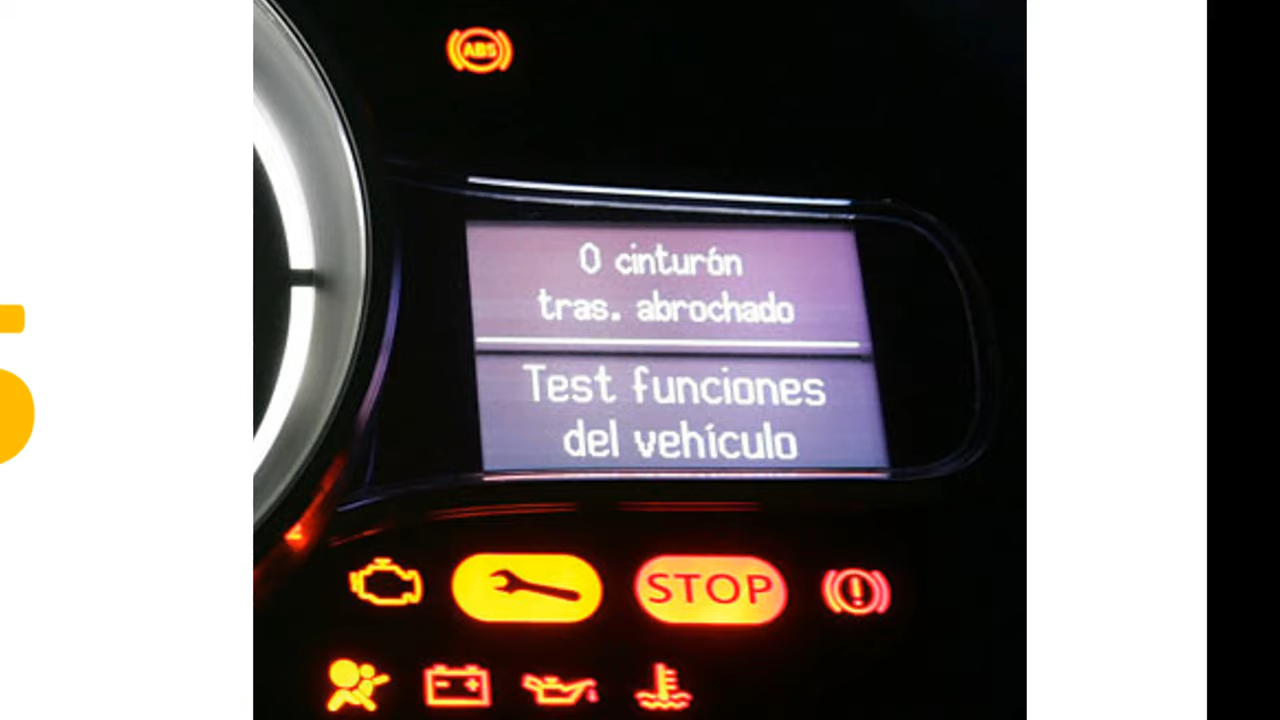 ABS
0 cinturón
tras. abrochado
Test funciones
del vehículo
STOP